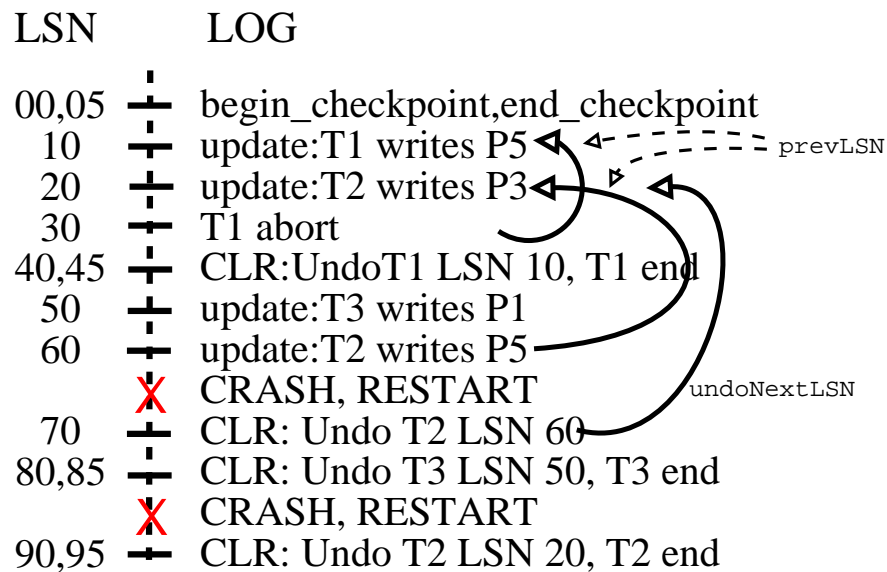 LSN LOG
00,05 begin_checkpoint,end_checkpoint
10 update:T1 writes P5 prevLSN
20 update:T2 writes P3
30 T1 abort
40,45 CLR:UndoT1 LSN 10, T1 end
50 update:T3 writes P1
60 update:T2 writes P5
X CRASH, RESTART undoNextLSN
70 CLR: Undo T2 LSN 60
80,85 CLR: Undo T3 LSN 50, T3 end
X CRASH, RESTART
90,95 CLR: Undo T2 LSN 20, T2 end